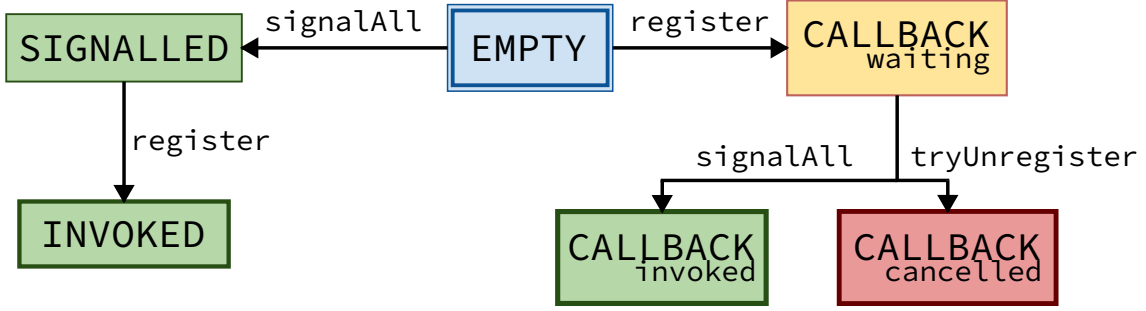 signalAll
register
SIGNALLED
EMPTY
CALLBACK
waiting
register
signalAll
tryUnregister
INVOKED
CALLBACK
invoked
CALLBACK
cancelled